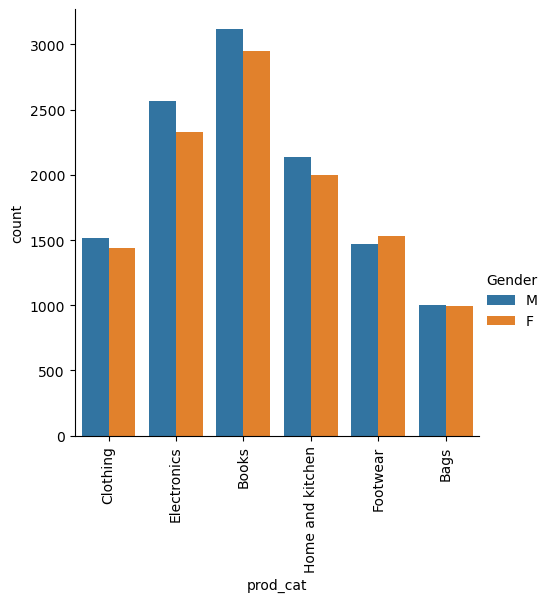 3000
2500
2000
1500
1000
500
0
count
Clothing
Electronics
Books
Home and kitchen
Footwear
Bags
prod_cat
Gender
M
F